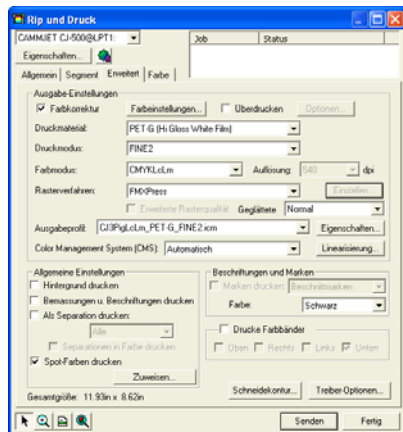 Rip und Druck
CAMMJET CJ-500@LPT1:
Job Status
Eigenschaften...
Allgemein Segment Erweitert Farbe
Ausgabe-Einstellungen
Farbkorrektur Farbeinstellungen... Überdrucken Optionen...
Druckmaterial: PET-G (Hi Gloss White Film)
Druckmodus: FINE2
Farbmodus: CMYKLcLm Auflösung: 540 dpi
Rasterverfahren: FMXPress Einstellen...
Erweiterte Rasterqualität Geglättete Normal
Ausgabeprofil: CJ3PigLcLm_PET-G_FINE2.icm Eigenschaften...
Color Management System (CMS): Automatisch Linearisierung...
Allgemeine Einstellungen
Hintergrund drucken
Bemassungen u. Beschriftungen drucken
Als Separation drucken:
Alle
Separationen in Farbe drucken
Spot-Farben drucken
Zuweisen...
Beschriftungen und Marken
Marken drucken Beschnittmarken
Farbe: Schwarz
Drucke Farbbänder
Oben Rechts Links Unten
Gesamtgröße: 11.93in x 8.62in
Schneidekontur... Treiber-Optionen...
Senden Fertig